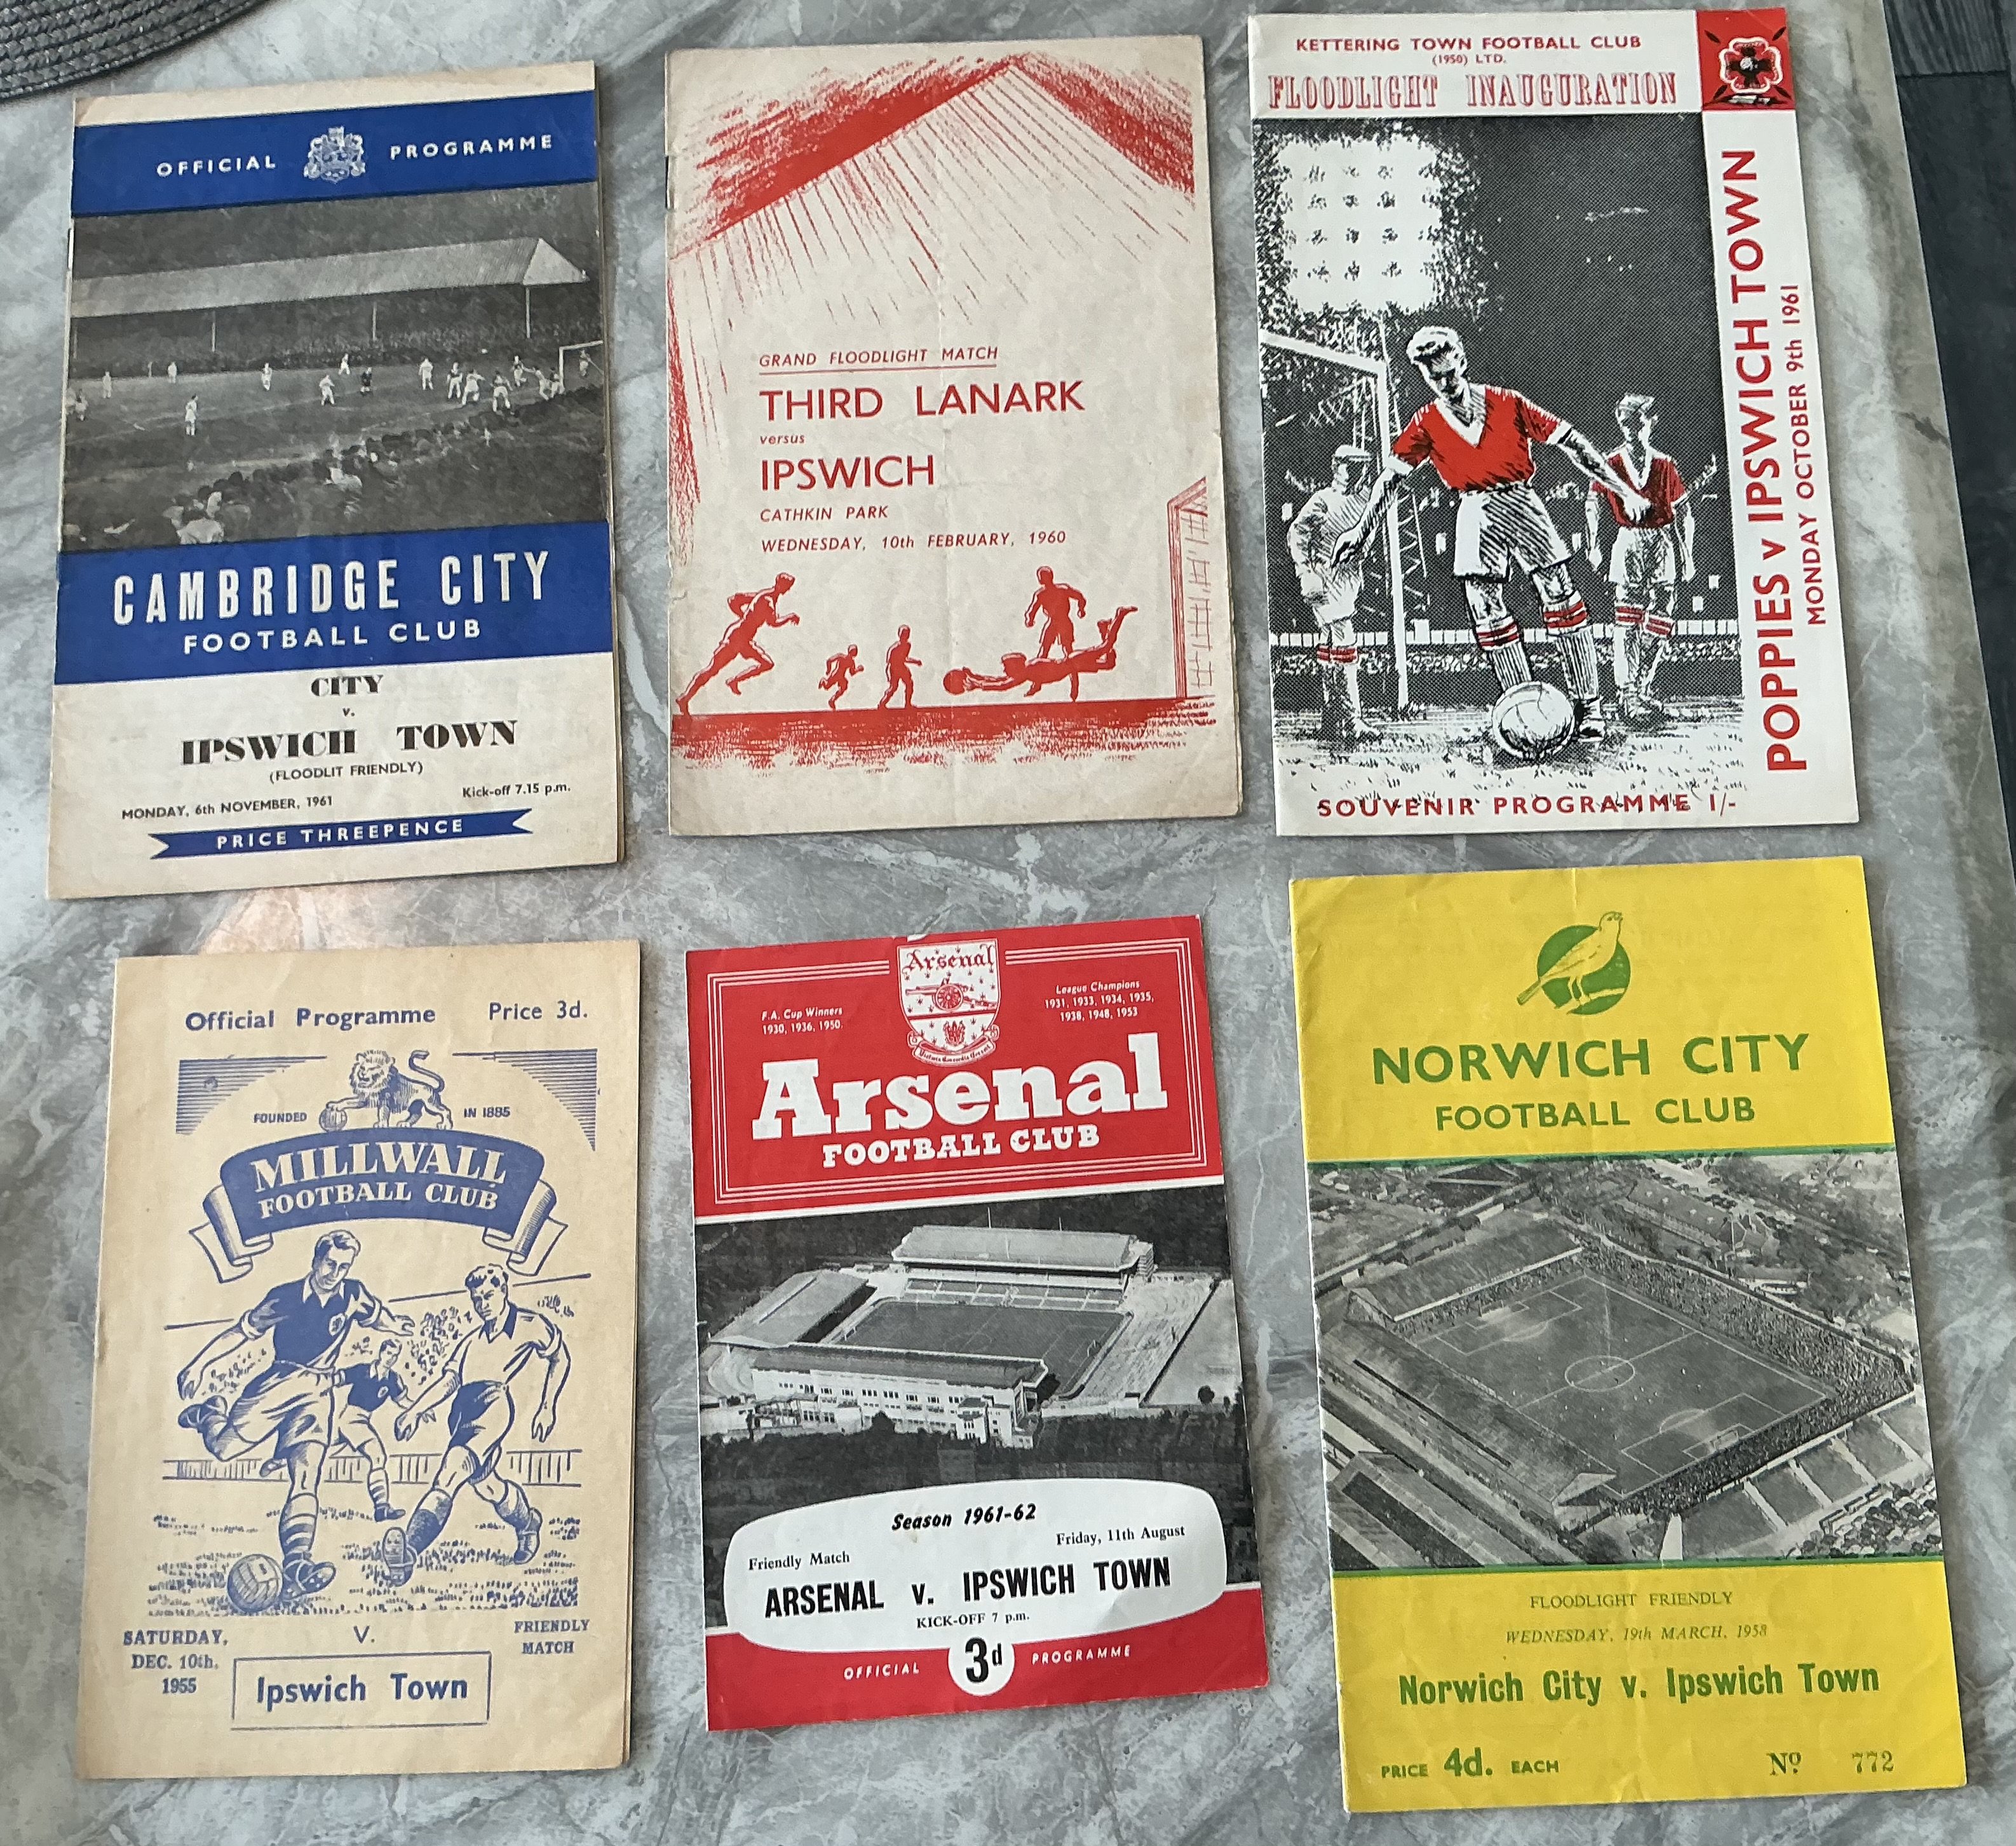 OFFICIAL PROGRAMME
CAMBRIDGE CITY
FOOTBALL CLUB
CITY
v.
IPSWICH TOWN
(FLOODLIT FRIENDLY)
MONDAY, 6th NOVEMBER, 1961 Kick-off 7.15 p.m.
PRICE THREEPENCE
GRAND FLOODLIGHT MATCH
THIRD LANARK
versus
IPSWICH
CATHKIN PARK
WEDNESDAY, 10th FEBRUARY, 1960
KETTERING TOWN FOOTBALL CLUB
(1950) LTD.
FLOODLIGHT INAUGURATION
POPPIES v IPSWICH TOWN
MONDAY OCTOBER 9th 1961
SOUVENIR PROGRAMME 1/-
Official Programme Price 3d.
FOUNDED IN 1885
MILLWALL
FOOTBALL CLUB
SATURDAY,
DEC. 10th,
1955
V.
FRIENDLY
MATCH
Ipswich Town
Arsenal
F.A. Cup Winners
1930, 1936, 1950.
League Champions
1931, 1933, 1934, 1935,
1938, 1948, 1953
Victoria Concordia Crescit
Arsenal
FOOTBALL CLUB
Season 1961-62
Friendly Match Friday, 11th August
ARSENAL v. IPSWICH TOWN
KICK-OFF 7 p.m.
OFFICIAL 3d PROGRAMME
NORWICH CITY
FOOTBALL CLUB
FLOODLIGHT FRIENDLY
WEDNESDAY, 19th MARCH, 1958
Norwich City v. Ipswich Town
PRICE 4d. EACH Nº 772